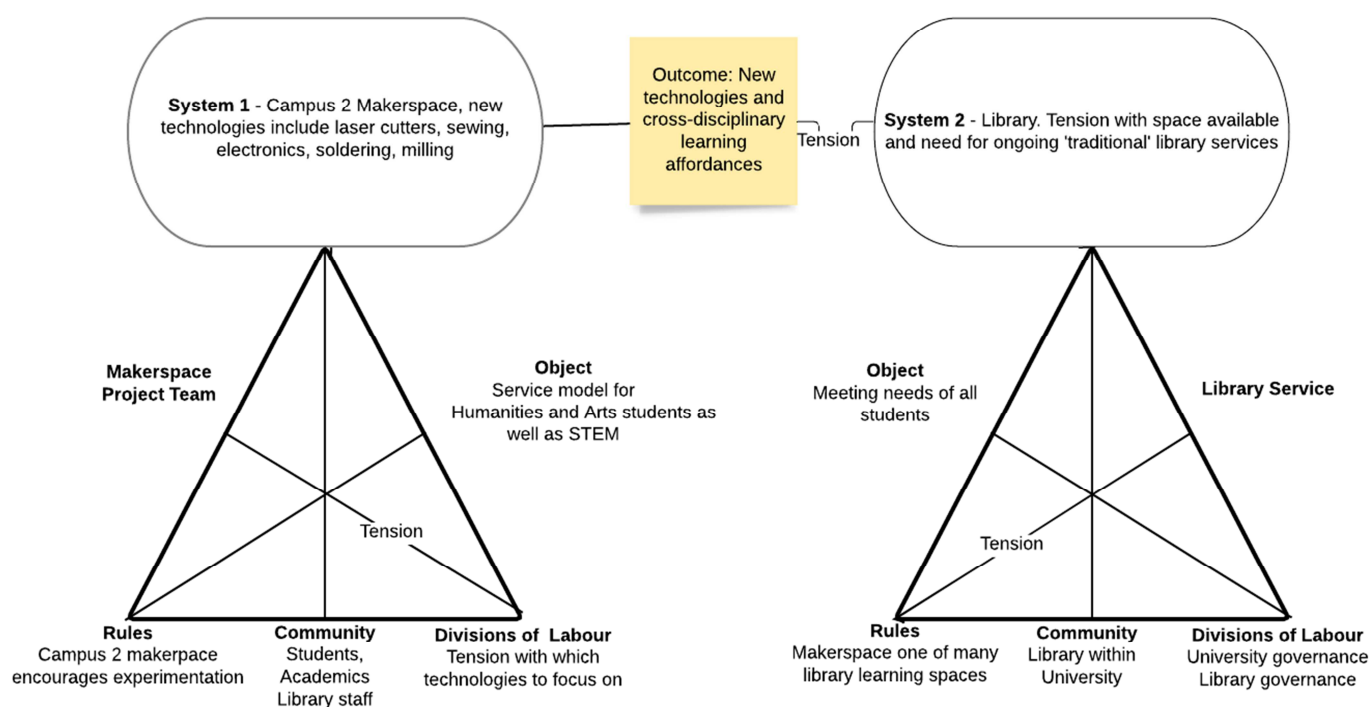 System 1 - Campus 2 Makerspace, new
technologies include laser cutters, sewing,
electronics, soldering, milling
Outcome: New
technologies and
cross-disciplinary
learning
affordances
Tension
System 2 - Library. Tension with space available
and need for ongoing 'traditional' library services
Makerspace
Project Team
Object
Service model for
Humanities and Arts students as
well as STEM
Object
Meeting needs of all
students
Library Service
Tension
Tension
Rules
Campus 2 makerpace
encourages experimentation
Community
Students,
Academics
Library staff
Divisions of Labour
Tension with which
technologies to focus on
Rules
Makerspace one of many
library learning spaces
Community
Library within
University
Divisions of Labour
University governance
Library governance